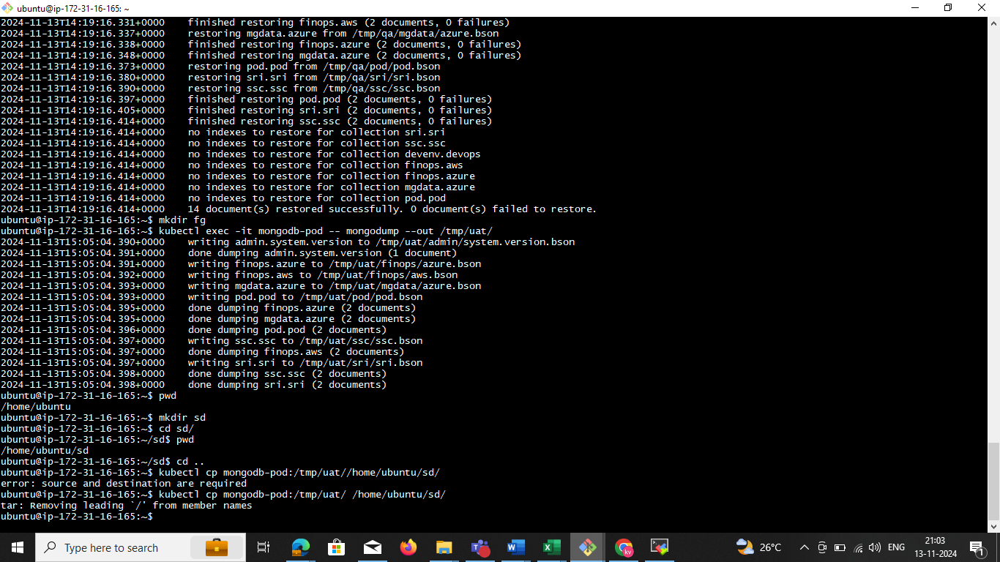 ubuntu@ip-172-31-16-165: ~
2024-11-13T14:19:16.331+0000    finished restoring finops.aws (2 documents, 0 failures)
2024-11-13T14:19:16.337+0000    restoring mgdata.azure from /tmp/qa/mgdata/azure.bson
2024-11-13T14:19:16.338+0000    finished restoring finops.azure (2 documents, 0 failures)
2024-11-13T14:19:16.348+0000    finished restoring mgdata.azure (2 documents, 0 failures)
2024-11-13T14:19:16.373+0000    restoring pod.pod from /tmp/qa/pod/pod.bson
2024-11-13T14:19:16.380+0000    restoring sri.sri from /tmp/qa/sri/sri.bson
2024-11-13T14:19:16.390+0000    restoring ssc.ssc from /tmp/qa/ssc/ssc.bson
2024-11-13T14:19:16.397+0000    finished restoring pod.pod (2 documents, 0 failures)
2024-11-13T14:19:16.405+0000    finished restoring sri.sri (2 documents, 0 failures)
2024-11-13T14:19:16.414+0000    finished restoring ssc.ssc (2 documents, 0 failures)
2024-11-13T14:19:16.414+0000    no indexes to restore for collection sri.sri
2024-11-13T14:19:16.414+0000    no indexes to restore for collection ssc.ssc
2024-11-13T14:19:16.414+0000    no indexes to restore for collection devenv.devops
2024-11-13T14:19:16.414+0000    no indexes to restore for collection finops.aws
2024-11-13T14:19:16.414+0000    no indexes to restore for collection finops.azure
2024-11-13T14:19:16.414+0000    no indexes to restore for collection mgdata.azure
2024-11-13T14:19:16.414+0000    no indexes to restore for collection pod.pod
2024-11-13T14:19:16.414+0000    14 document(s) restored successfully. 0 document(s) failed to restore.
ubuntu@ip-172-31-16-165:~$ mkdir fg
ubuntu@ip-172-31-16-165:~$ kubectl exec -it mongodb-pod -- mongodump --out /tmp/uat/
2024-11-13T15:05:04.390+0000    writing admin.system.version to /tmp/uat/admin/system.version.bson
2024-11-13T15:05:04.391+0000    done dumping admin.system.version (1 document)
2024-11-13T15:05:04.391+0000    writing finops.azure to /tmp/uat/finops/azure.bson
2024-11-13T15:05:04.392+0000    writing finops.aws to /tmp/uat/finops/aws.bson
2024-11-13T15:05:04.393+0000    writing mgdata.azure to /tmp/uat/mgdata/azure.bson
2024-11-13T15:05:04.393+0000    writing pod.pod to /tmp/uat/pod/pod.bson
2024-11-13T15:05:04.395+0000    done dumping finops.azure (2 documents)
2024-11-13T15:05:04.395+0000    done dumping mgdata.azure (2 documents)
2024-11-13T15:05:04.396+0000    done dumping pod.pod (2 documents)
2024-11-13T15:05:04.397+0000    writing ssc.ssc to /tmp/uat/ssc/ssc.bson
2024-11-13T15:05:04.397+0000    done dumping finops.aws (2 documents)
2024-11-13T15:05:04.397+0000    writing sri.sri to /tmp/uat/sri/sri.bson
2024-11-13T15:05:04.398+0000    done dumping ssc.ssc (2 documents)
2024-11-13T15:05:04.398+0000    done dumping sri.sri (2 documents)
ubuntu@ip-172-31-16-165:~$ pwd
/home/ubuntu
ubuntu@ip-172-31-16-165:~$ mkdir sd
ubuntu@ip-172-31-16-165:~$ cd sd/
ubuntu@ip-172-31-16-165:~/sd$ pwd
/home/ubuntu/sd
ubuntu@ip-172-31-16-165:~/sd$ cd ..
ubuntu@ip-172-31-16-165:~$ kubectl cp mongodb-pod:/tmp/uat//home/ubuntu/sd/
error: source and destination are required
ubuntu@ip-172-31-16-165:~$ kubectl cp mongodb-pod:/tmp/uat/ /home/ubuntu/sd/
tar: Removing leading `/' from member names
ubuntu@ip-172-31-16-165:~$
Type here to search
26°C
ENG
21:03
13-11-2024
1
kv